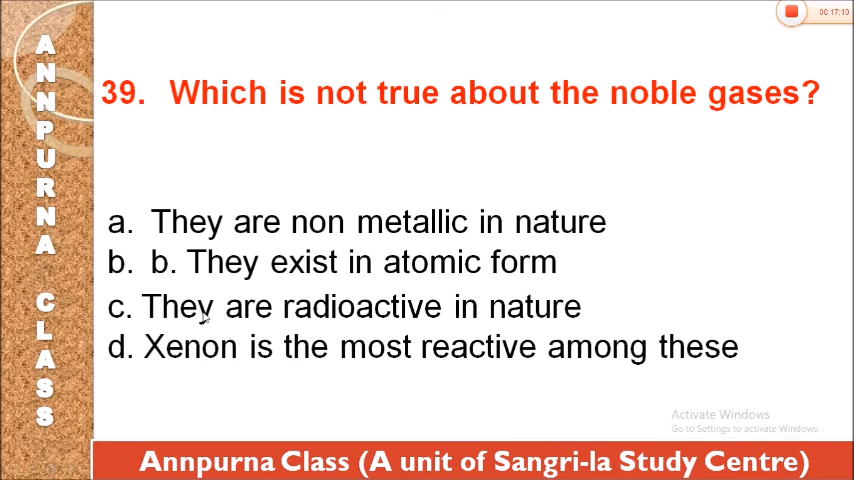 00:17:10
ANNPURNA CLASS
39. Which is not true about the noble gases?
a. They are non metallic in nature
b. b. They exist in atomic form
c. They are radioactive in nature
d. Xenon is the most reactive among these
Activate Windows
Go to Settings to activate Windows.
Annpurna Class (A unit of Sangri-la Study Centre)